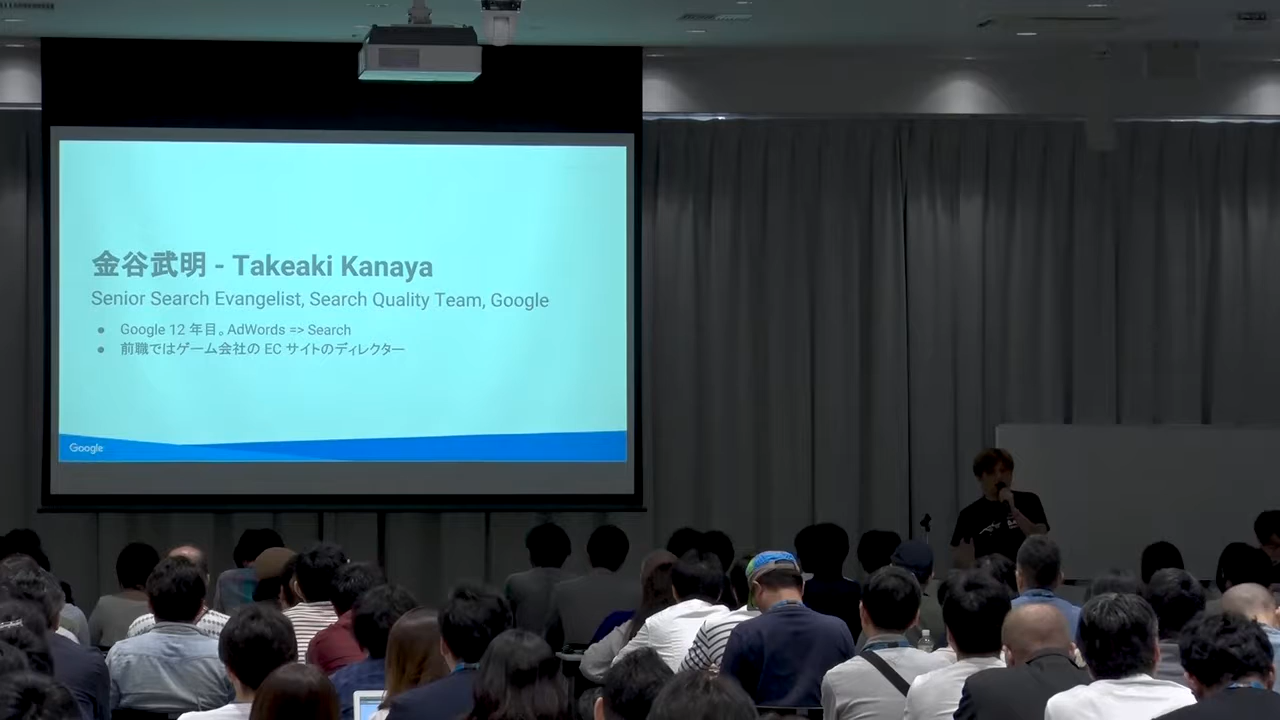 金谷武明 - Takeaki Kanaya
Senior Search Evangelist, Search Quality Team, Google
● Google 12 年目。AdWords => Search
● 前職ではゲーム会社の EC サイトのディレクター
Google